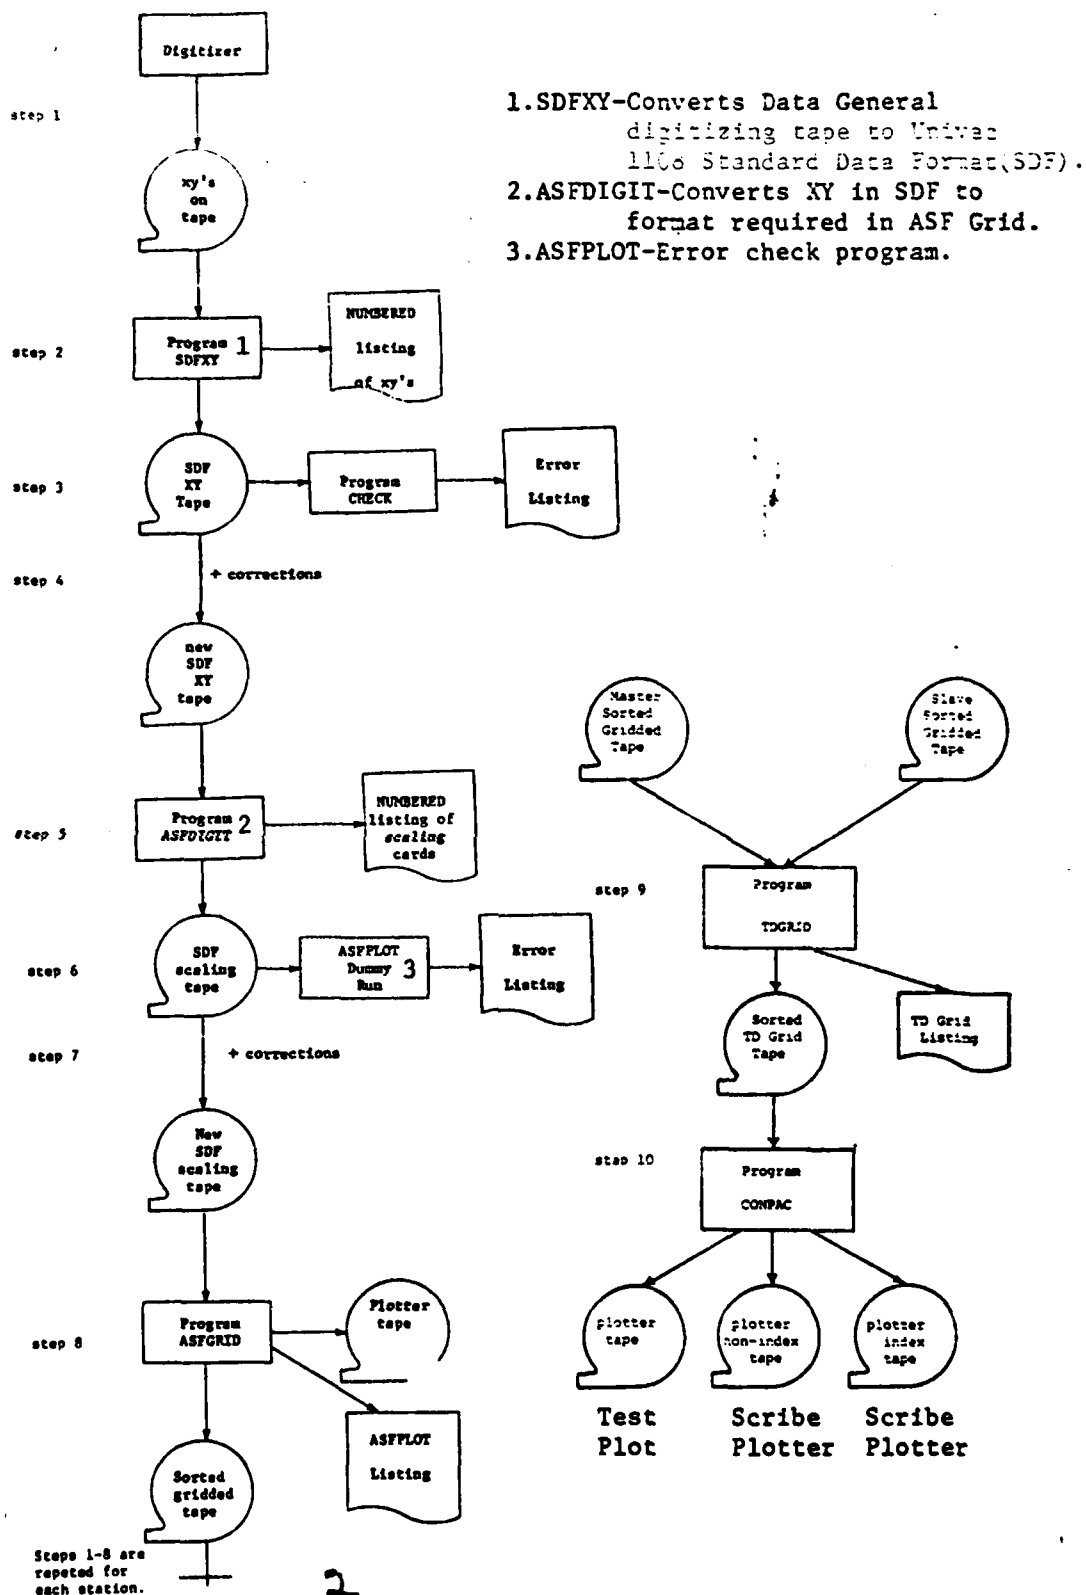 Digitizer
step 1
1.SDFXY-Converts Data General
digitizing tape to Univac
1108 Standard Data Format(SDF).
2.ASFDIGIT-Converts XY in SDF to
format required in ASF Grid.
3.ASFPLOT-Error check program.
xy's
on
tape
step 2
Program 1
SDFXY
NUMBERED
listing
of xy's
step 3
SDF
XY
Tape
Program
CHECK
Error
Listing
step 4
+ corrections
new
SDF
XY
tape
step 5
Program 2
ASFDIGIT
NUMBERED
listing of
scaling
cards
step 6
SDF
scaling
tape
ASFPLOT
Dummy 3
Run
Error
Listing
step 7
+ corrections
New
SDF
scaling
tape
step 8
Program
ASFGRID
Plotter
tape
ASFPLOT
Listing
Sorted
gridded
tape
Steps 1-8 are
repeted for
each station.
2
Master
Sorted
Gridded
Tape
Slave
Sorted
Gridded
Tape
step 9
Program
TDGRID
Sorted
TD Grid
Tape
TD Grid
Listing
step 10
Program
CONPAC
plotter
tape
plotter
non-index
tape
plotter
index
tape
Test
Plot
Scribe
Plotter
Scribe
Plotter